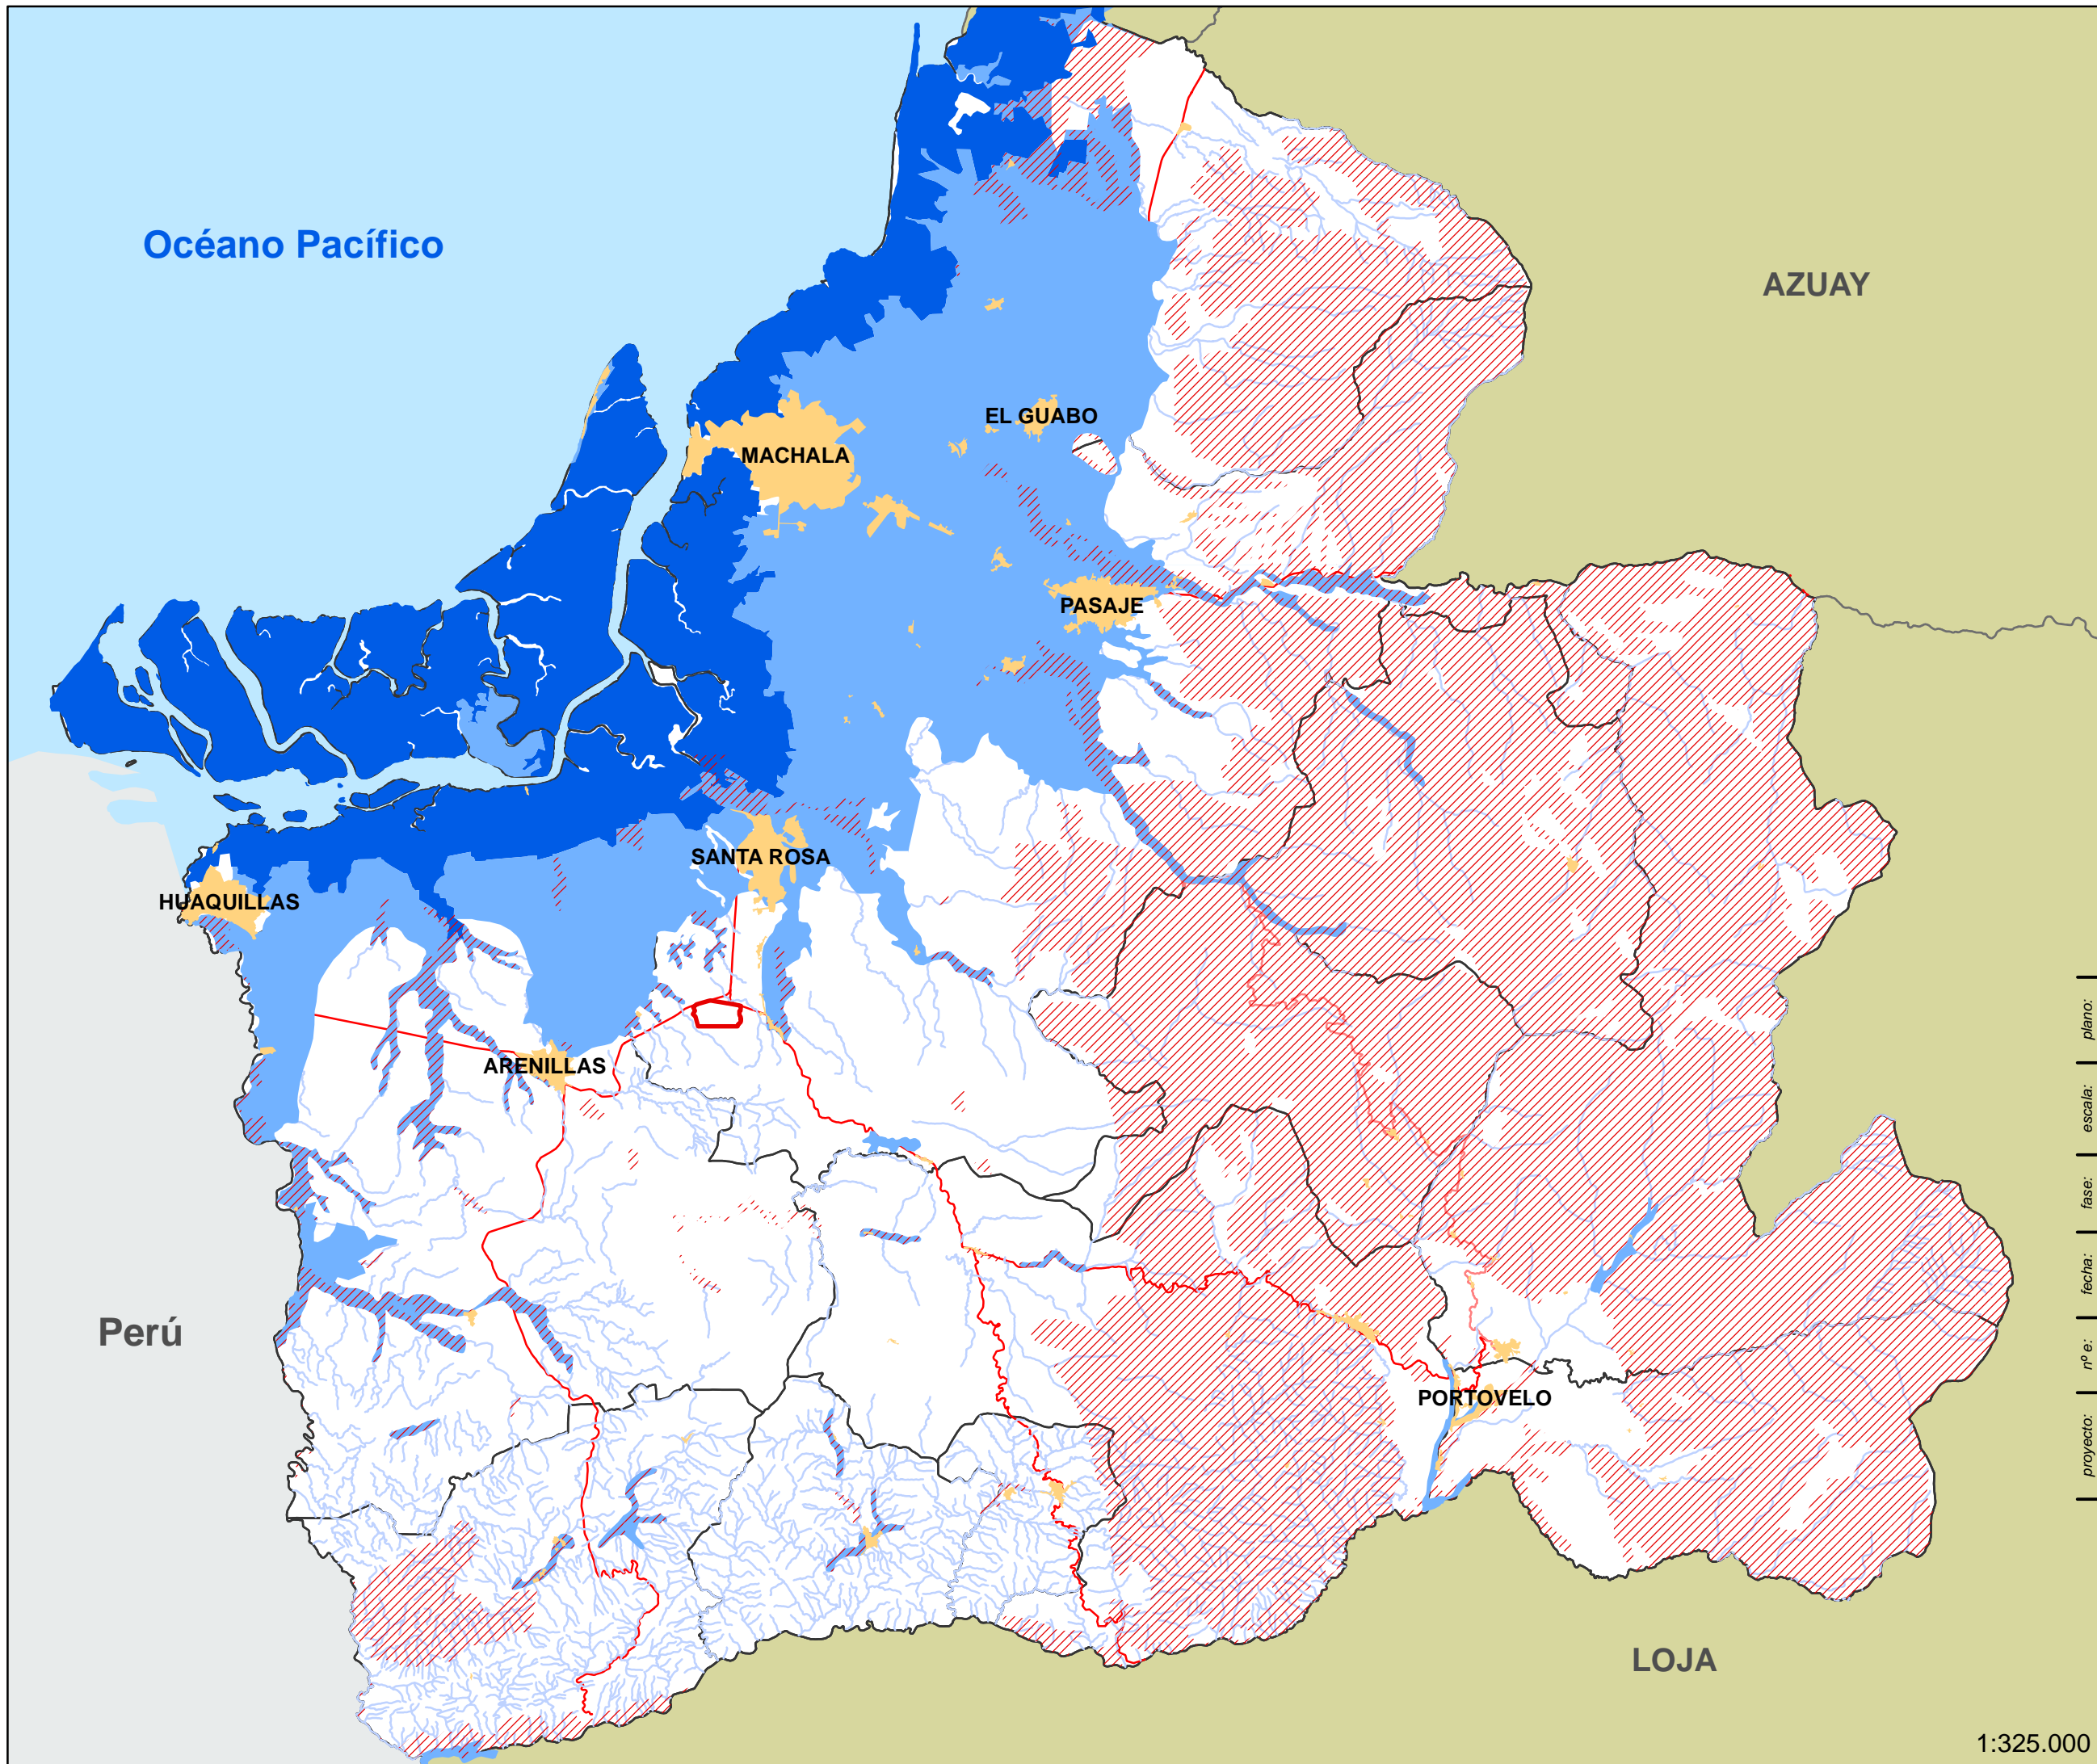 Océano Pacífico
AZUAY
EL GUABO
MACHALA
PASAJE
SANTA ROSA
HUAQUILLAS
ARENILLAS
Perú
PORTOVELO
LOJA
plano:
escala:
fase:
fecha:
nº e:
proyecto:
1:325.000